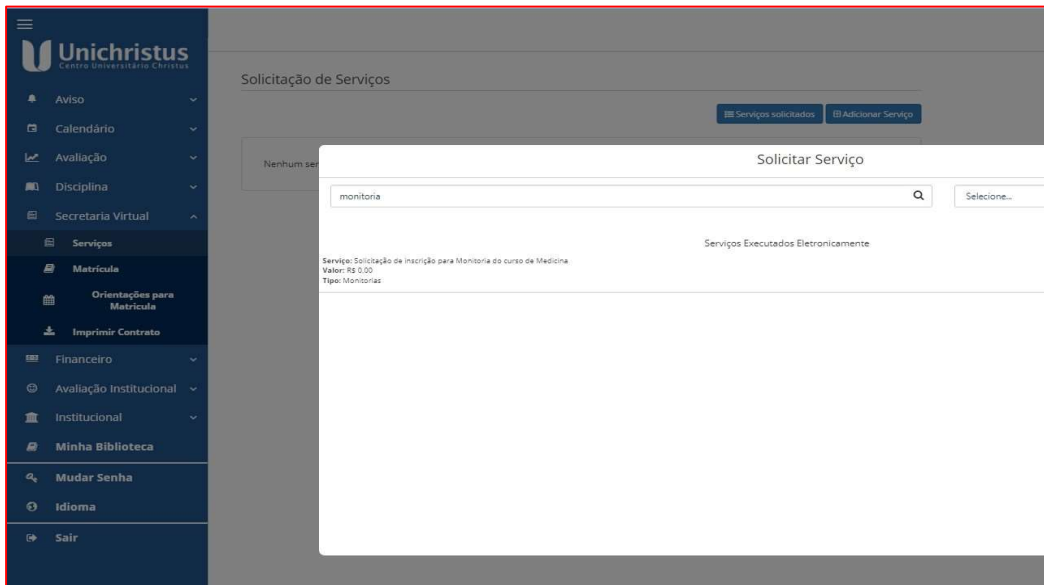 Unichristus
Centro Universitário Christus
Aviso
Calendário
Avaliação
Disciplina
Secretaria Virtual
Serviços
Matrícula
Orientações para
Matrícula
Imprimir Contrato
Financeiro
Avaliação Institucional
Institucional
Minha Biblioteca
Mudar Senha
Idioma
Sair
Solicitação de Serviços
Serviços solicitados
Adicionar Serviço
Nenhum ser
Solicitar Serviço
monitoria
Selecione...
Serviços Executados Eletronicamente
Serviço: Solicitação de Inscrição para Monitoria do curso de Medicina
Valor: R$ 0,00
Tipo: Monitorias